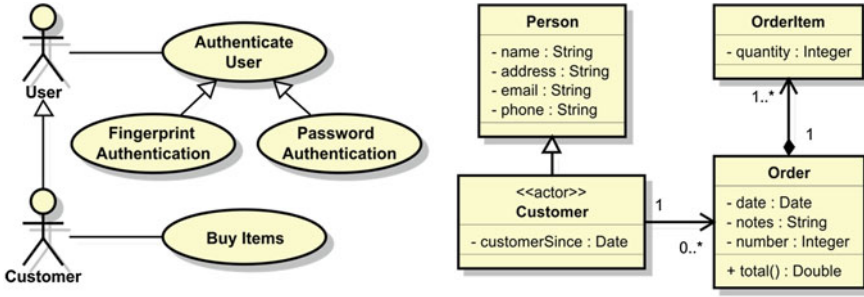 User
Authenticate
User
Fingerprint
Authentication
Password
Authentication
Customer
Buy Items
Person
- name : String
- address : String
- email : String
- phone : String
<<actor>>
Customer
- customerSince : Date
1
0..*
OrderItem
- quantity : Integer
1..*
1
Order
- date : Date
- notes : String
- number : Integer
+ total() : Double